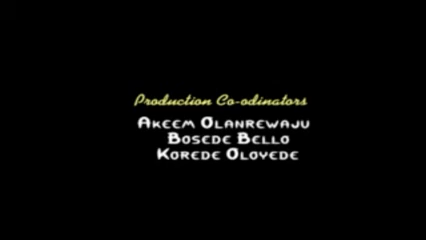 Production Co-odinators
Akeem Olanrewaju
Bosede Bello
Korede Oloyede